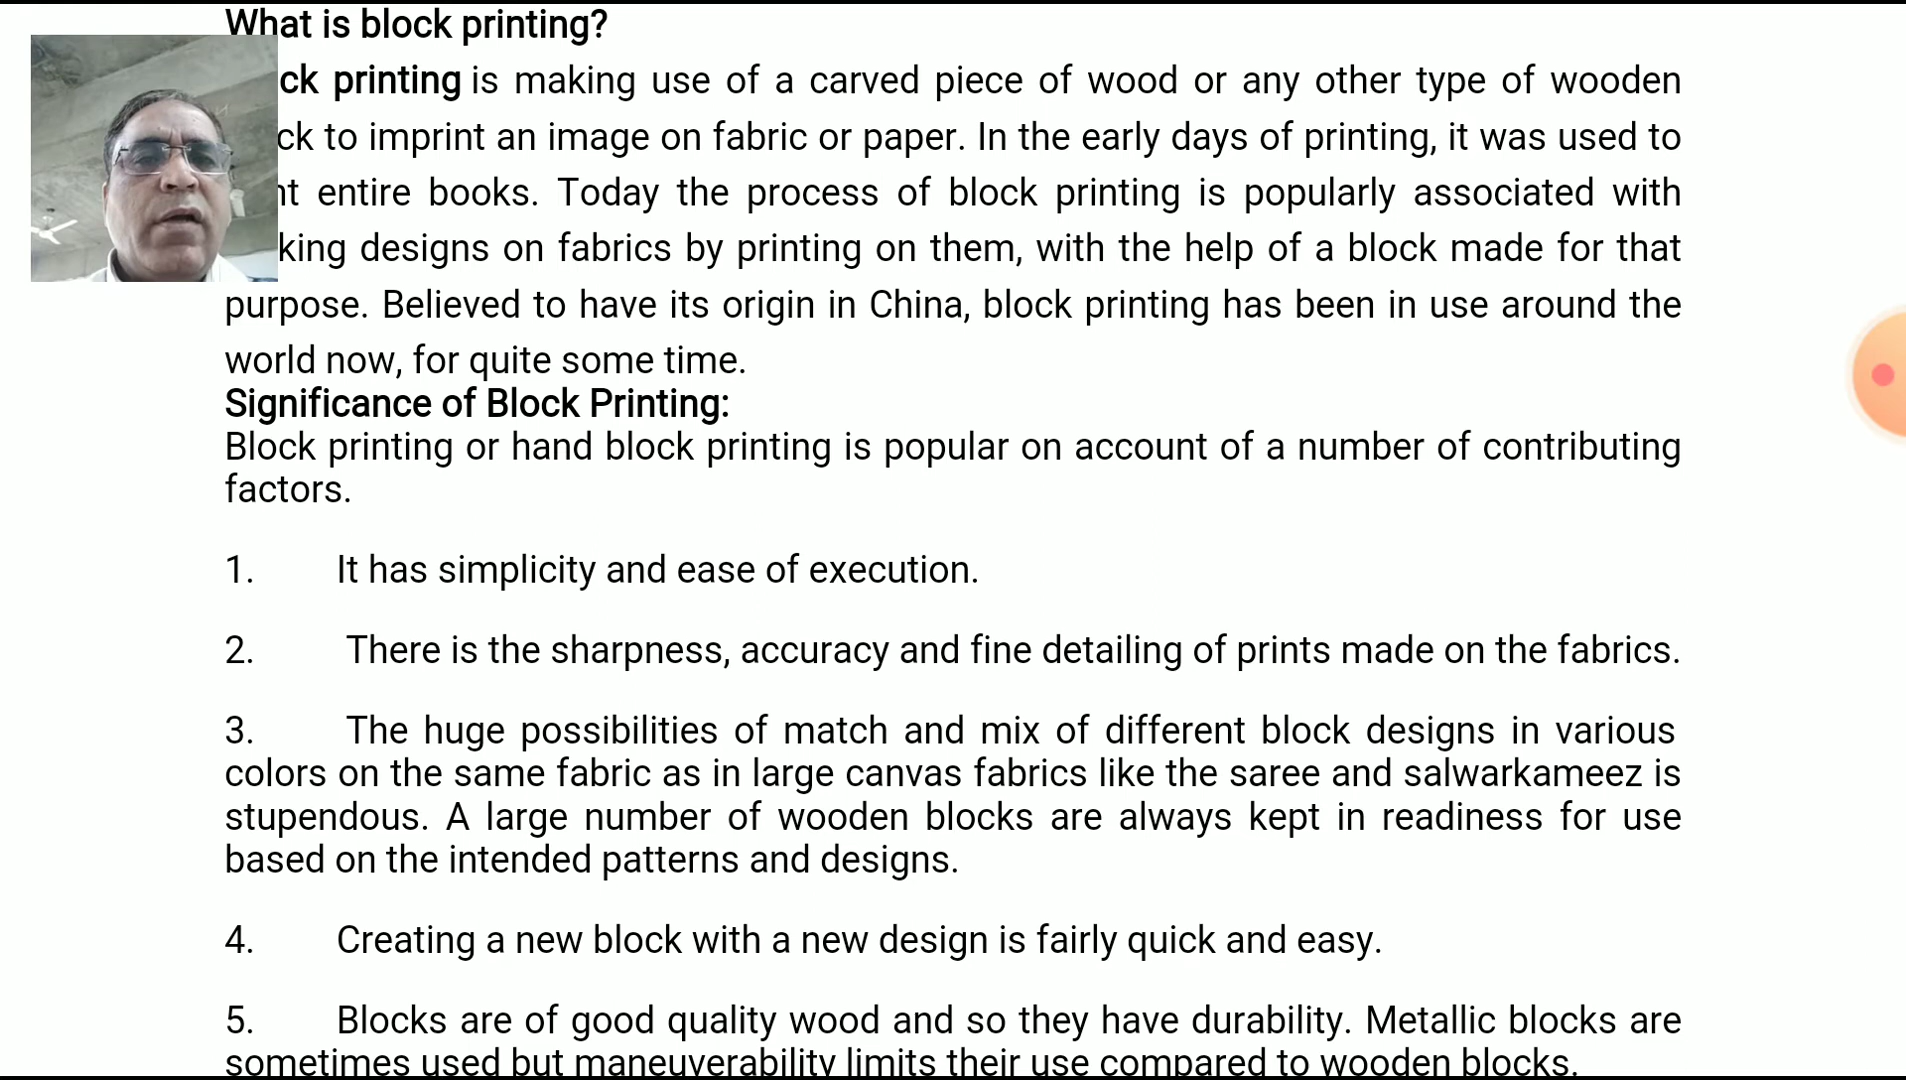 What is block printing?
ck printing is making use of a carved piece of wood or any other type of wooden
ck to imprint an image on fabric or paper. In the early days of printing, it was used to
nt entire books. Today the process of block printing is popularly associated with
king designs on fabrics by printing on them, with the help of a block made for that
purpose. Believed to have its origin in China, block printing has been in use around the
world now, for quite some time.
Significance of Block Printing:
Block printing or hand block printing is popular on account of a number of contributing
factors.
1. It has simplicity and ease of execution.
2. There is the sharpness, accuracy and fine detailing of prints made on the fabrics.
3. The huge possibilities of match and mix of different block designs in various
colors on the same fabric as in large canvas fabrics like the saree and salwarkameez is
stupendous. A large number of wooden blocks are always kept in readiness for use
based on the intended patterns and designs.
4. Creating a new block with a new design is fairly quick and easy.
5. Blocks are of good quality wood and so they have durability. Metallic blocks are
sometimes used but maneuverability limits their use compared to wooden blocks.